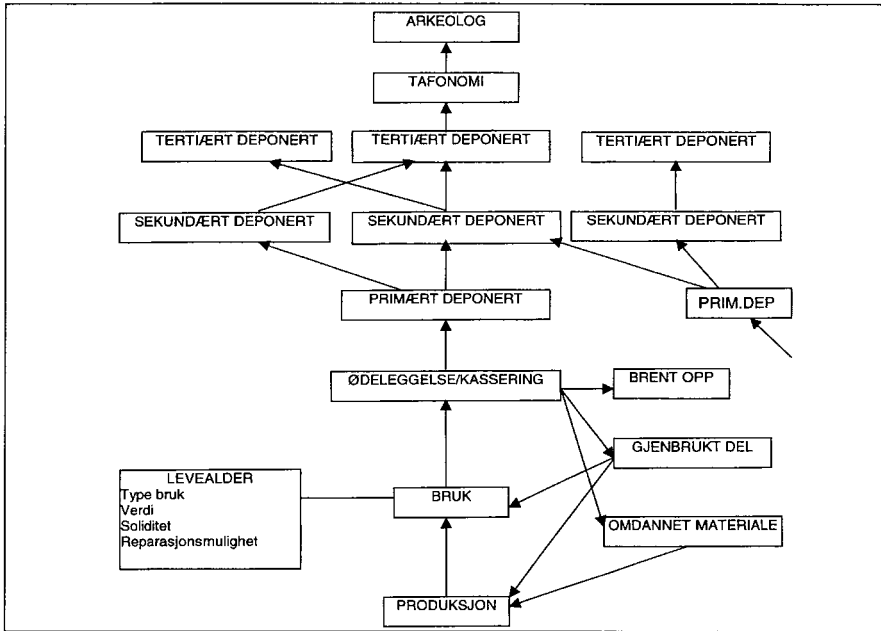 ARKEOLOG
TAFONOMI
TERTIÆRT DEPONERT
TERTIÆRT DEPONERT
TERTIÆRT DEPONERT
SEKUNDÆRT DEPONERT
SEKUNDÆRT DEPONERT
SEKUNDÆRT DEPONERT
PRIMÆRT DEPONERT
PRIM.DEP
ØDELEGGELSE/KASSERING
BRENT OPP
GJENBRUKT DEL
LEVEALDER
Type bruk
Verdi
Soliditet
Reparasjonsmulighet
BRUK
OMDANNET MATERIALE
PRODUKSJON